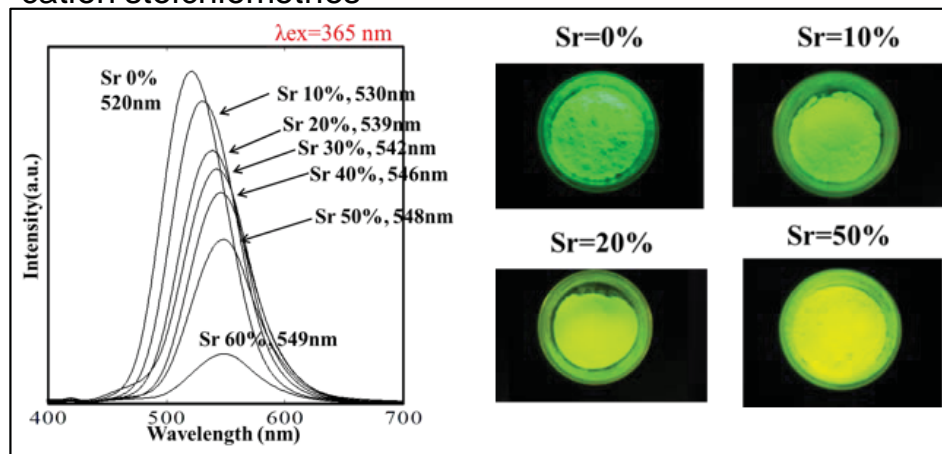 cation stoichiometries
λex=365 nm
Sr 0%
520nm
Sr 10%, 530nm
Sr 20%, 539nm
Sr 30%, 542nm
Sr 40%, 546nm
Sr 50%, 548nm
Sr 60%, 549nm
Intensity(a.u.)
400 500 600 700
Wavelength (nm)
Sr=0%
Sr=10%
Sr=20%
Sr=50%